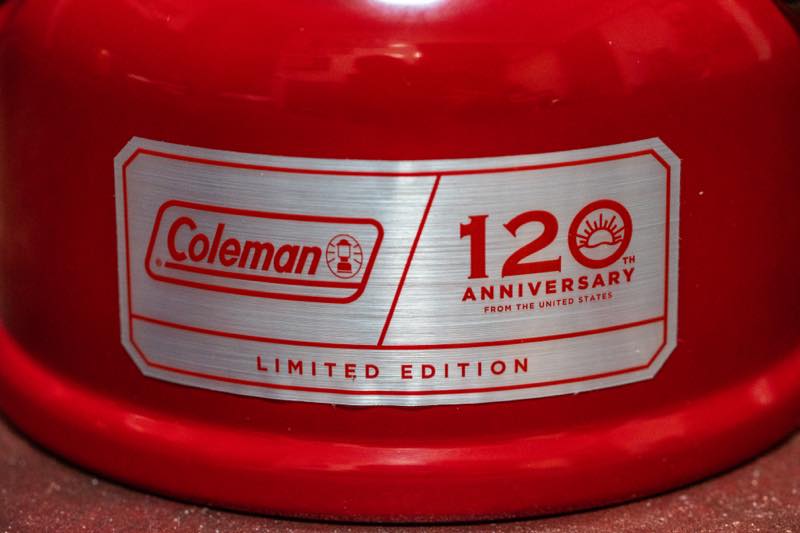 Coleman
®
120TH
ANNIVERSARY
FROM THE UNITED STATES
LIMITED EDITION